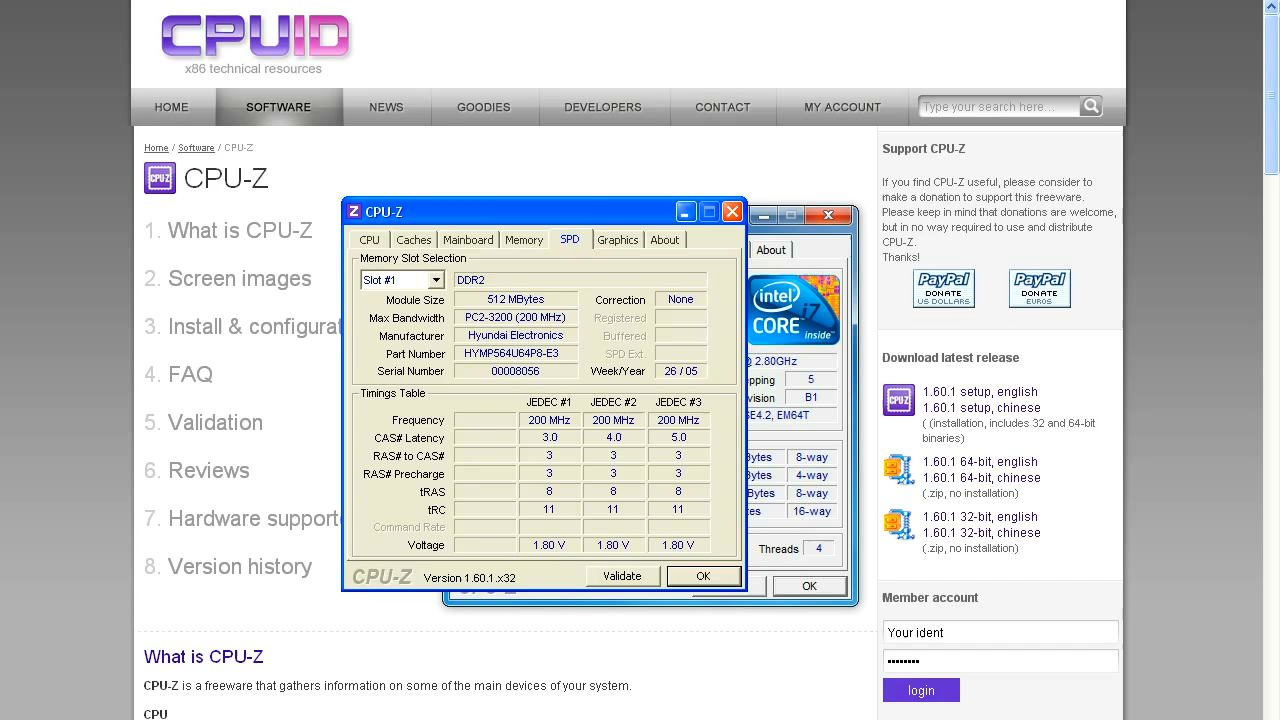 CPUID
x86 technical resources
HOME
SOFTWARE
NEWS
GOODIES
DEVELOPERS
CONTACT
MY ACCOUNT
Type your search here...
Home / Software / CPU-Z
CPU-Z
CPU-Z
1. What is CPU-Z
2. Screen images
3. Install & configurat
4. FAQ
5. Validation
6. Reviews
7. Hardware support
8. Version history
Z CPU-Z
CPU Caches Mainboard Memory SPD Graphics About
Memory Slot Selection
Slot #1 DDR2
Module Size 512 MBytes Correction None
Max Bandwidth PC2-3200 (200 MHz) Registered
Manufacturer Hyundai Electronics Buffered
Part Number HYMP564U64P8-E3 SPD Ext.
Serial Number 00008056 Week/Year 26 / 05
Timings Table
JEDEC #1 JEDEC #2 JEDEC #3
Frequency 200 MHz 200 MHz 200 MHz
CAS# Latency 3.0 4.0 5.0
RAS# to CAS# 3 3 3
RAS# Precharge 3 3 3
tRAS 8 8 8
tRC 11 11 11
Command Rate
Voltage 1.80 V 1.80 V 1.80 V
CPU-Z Version 1.60.1.x32 Validate OK
About
intel i7
CORE inside™
@ 2.80GHz
epping 5
vision B1
SE4.2, EM64T
Bytes 8-way
Bytes 4-way
Bytes 8-way
tes 16-way
Threads 4
OK
What is CPU-Z
CPU-Z is a freeware that gathers information on some of the main devices of your system.
CPU
Support CPU-Z
If you find CPU-Z useful, please consider to
make a donation to support this freeware.
Please keep in mind that donations are welcome,
but in no way required to use and distribute
CPU-Z.
Thanks!
PayPal
DONATE
US DOLLARS
PayPal
DONATE
EUROS
Download latest release
CPU-Z
1.60.1 setup, english
1.60.1 setup, chinese
( (installation, includes 32 and 64-bit
binaries)
1.60.1 64-bit, english
1.60.1 64-bit, chinese
(.zip, no installation)
1.60.1 32-bit, english
1.60.1 32-bit, chinese
(.zip, no installation)
Member account
Your ident
••••••••
login